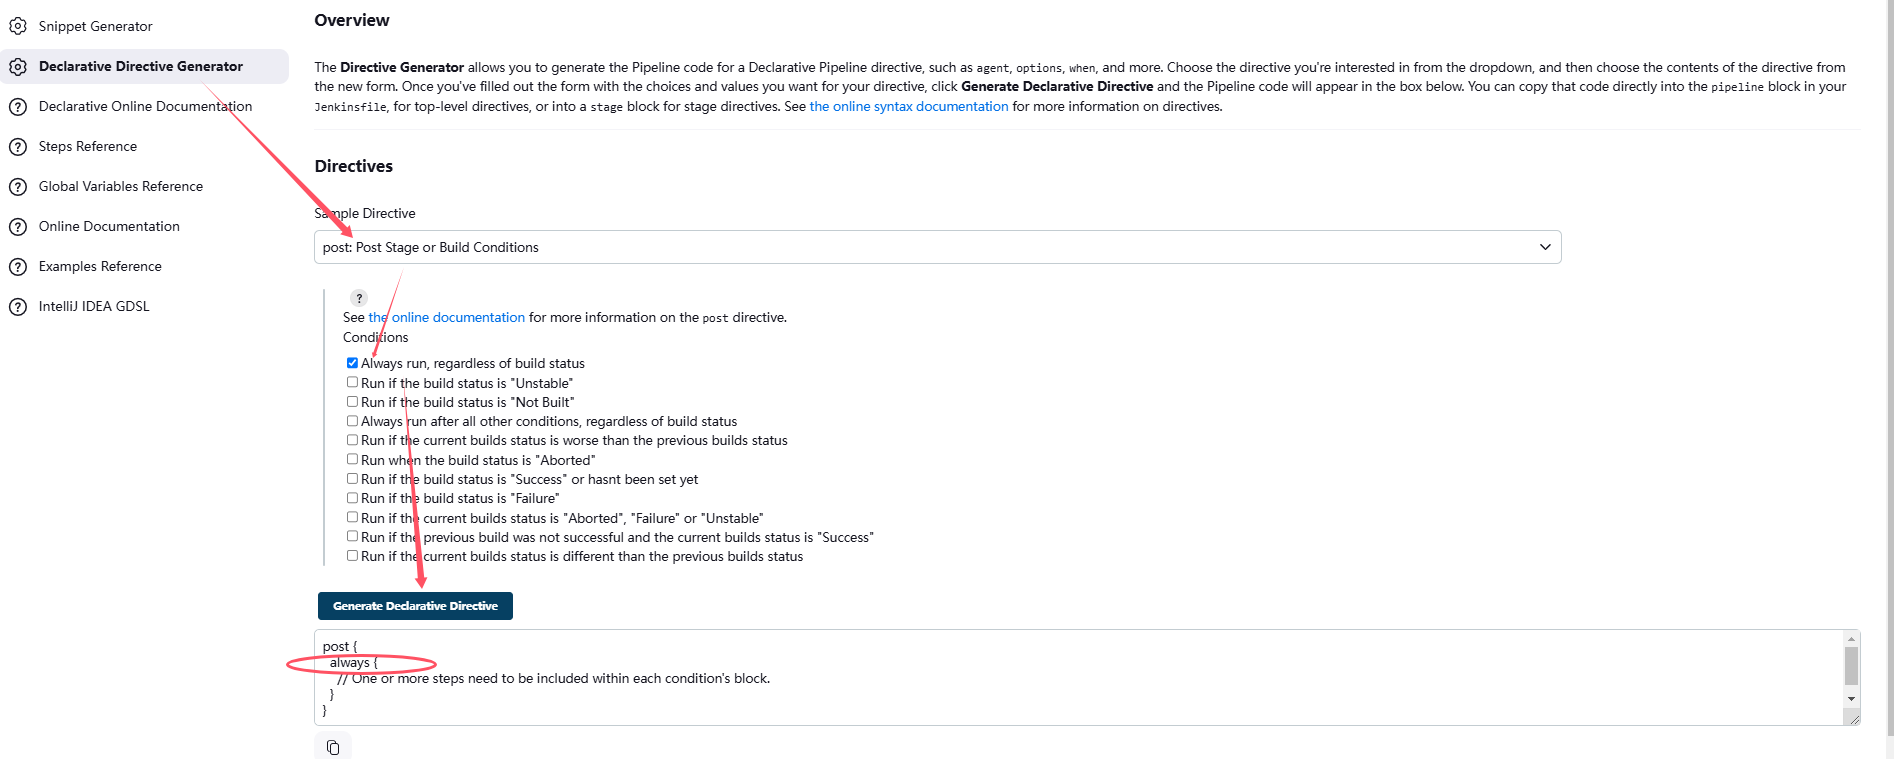 Snippet Generator
Declarative Directive Generator
Declarative Online Documentation
Steps Reference
Global Variables Reference
Online Documentation
Examples Reference
IntelliJ IDEA GDSL
Overview
The Directive Generator allows you to generate the Pipeline code for a Declarative Pipeline directive, such as agent, options, when, and more. Choose the directive you're interested in from the dropdown, and then choose the contents of the directive from
the new form. Once you've filled out the form with the choices and values you want for your directive, click Generate Declarative Directive and the Pipeline code will appear in the box below. You can copy that code directly into the pipeline block in your
Jenkinsfile, for top-level directives, or into a stage block for stage directives. See the online syntax documentation for more information on directives.
Directives
Sample Directive
post: Post Stage or Build Conditions
?
See the online documentation for more information on the post directive.
Conditions
Always run, regardless of build status
Run if the build status is "Unstable"
Run if the build status is "Not Built"
Always run after all other conditions, regardless of build status
Run if the current builds status is worse than the previous builds status
Run when the build status is "Aborted"
Run if the build status is "Success" or hasnt been set yet
Run if the build status is "Failure"
Run if the current builds status is "Aborted", "Failure" or "Unstable"
Run if the previous build was not successful and the current builds status is "Success"
Run if the current builds status is different than the previous builds status
Generate Declarative Directive
post {
always {
// One or more steps need to be included within each condition's block.
}
}